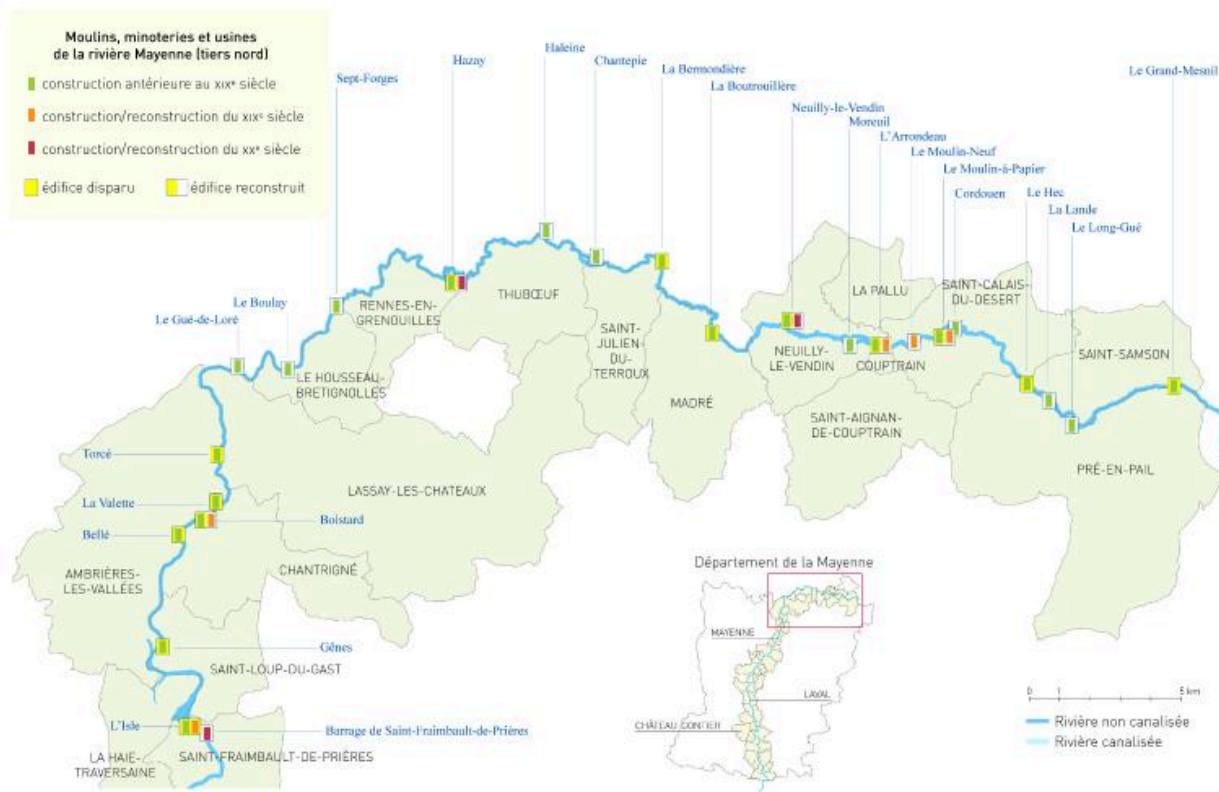 Moulins, minoteries et usines
de la rivière Mayenne (tiers nord)
construction antérieure au XIXe siècle
construction/reconstruction du XIXe siècle
construction/reconstruction du XXe siècle
édifice disparu
édifice reconstruit
Haleine
Hazay
Chantepie
Sept-Forges
La Bermondière
Le Grand-Mesnil
La Boutrouillère
Neuilly-le-Vendin
Moreuil
L'Arrondeau
Le Moulin-Neuf
Le Moulin-à-Papier
Cordouen
Le Hec
La Lande
Le Long-Gué
Le Boulay
Le Gué-de-Loré
RENNES-EN-
GRENOUILLES
THUBŒUF
LA PALLU
SAINT-CALAIS-
DU-DESERT
SAINT-
JULIEN-
DU-
TERROUX
NEUILLY-
LE-VENDIN
COUPTRAIN
SAINT-SAMSON
LE HOUSSEAU-
BRETIGNOLLES
MADRÉ
SAINT-AIGNAN-
DE-COUPTRAIN
PRÉ-EN-PAIL
Torcé
LASSAY-LES-CHATEAUX
La Valette
Boistard
Bellé
AMBRIÈRES-
LES-VALLÉES
CHANTRIGNÉ
Gênes
SAINT-LOUP-DU-GAST
L'Isle
Barrage de Saint-Fraimbault-de-Prières
LA HAIE-
TRAVERSAINE
SAINT-FRAIMBAULT-DE-PRIÈRES
Département de la Mayenne
MAYENNE
LAVAL
CHÂTEAU GONTIER
0 1 5 km
Rivière non canalisée
Rivière canalisée